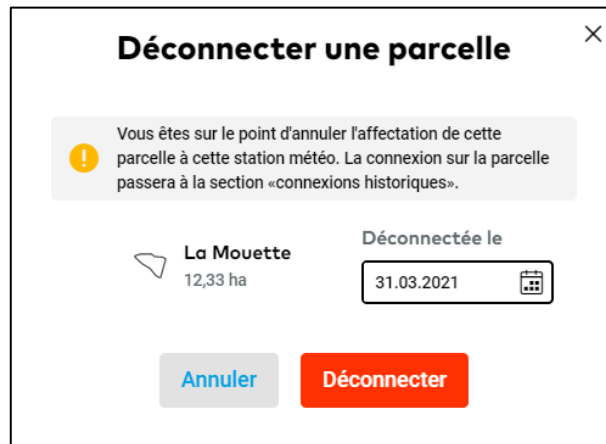 Déconnecter une parcelle
Vous êtes sur le point d'annuler l'affectation de cette
parcelle à cette station météo. La connexion sur la parcelle
passera à la section «connexions historiques».
La Mouette
12,33 ha
Déconnectée le
31.03.2021
Annuler
Déconnecter